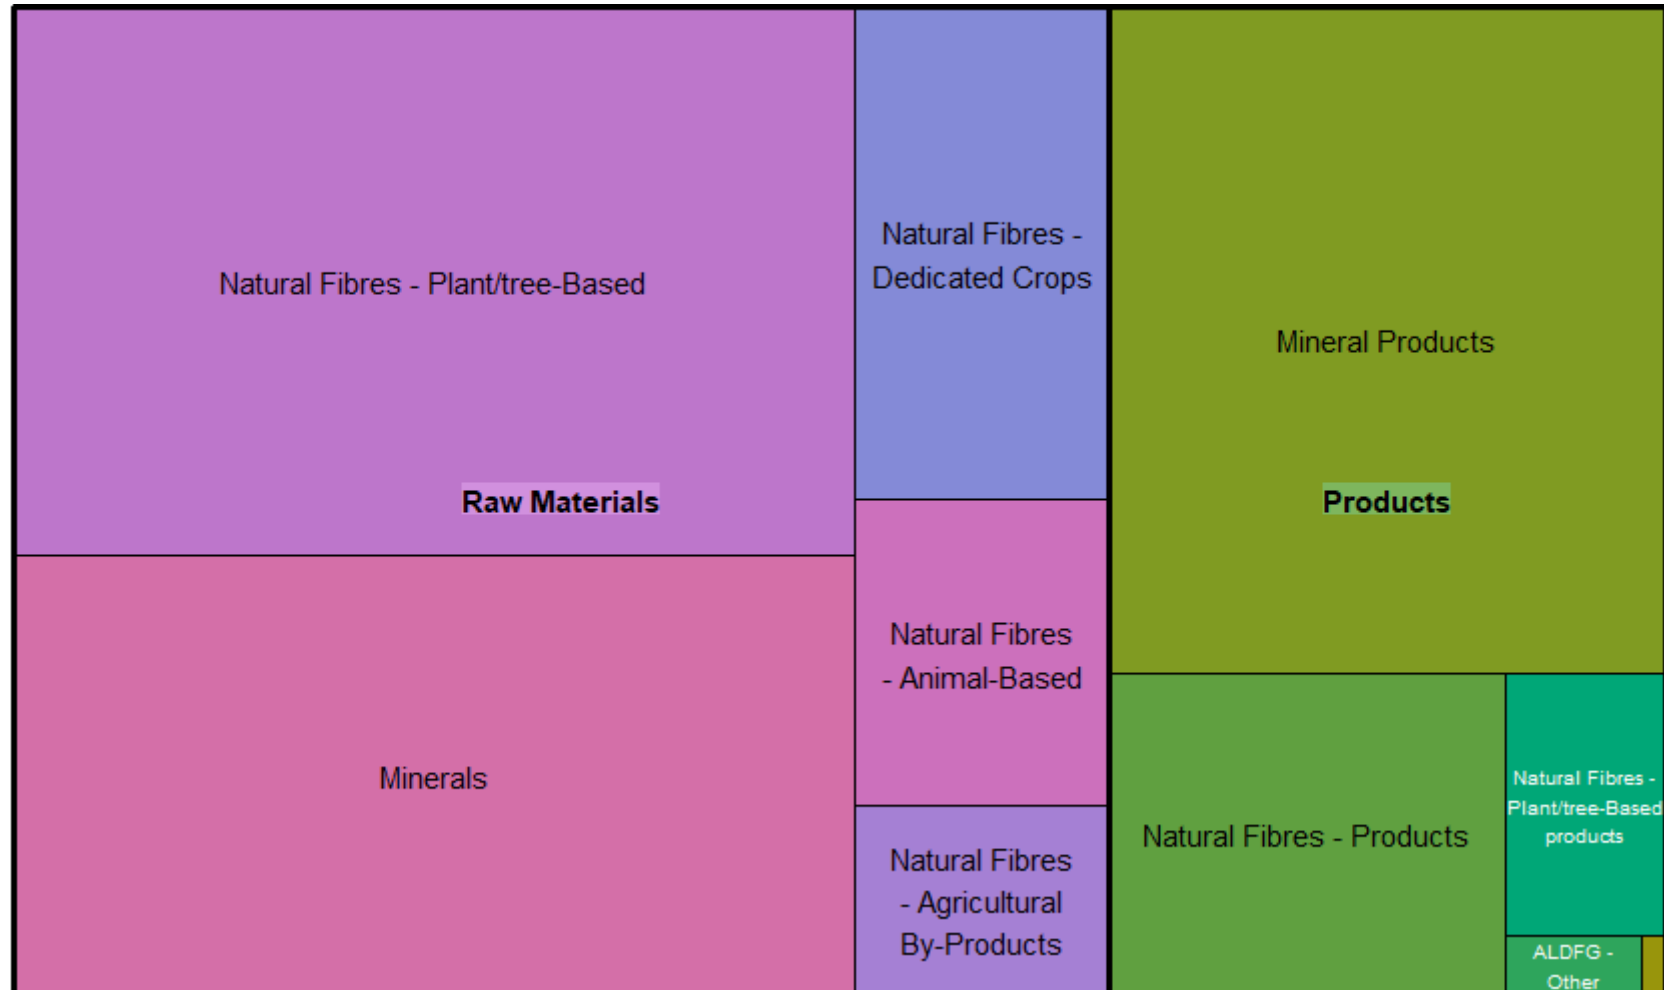 Natural Fibres - Plant/tree-Based
Raw Materials
Minerals
Natural Fibres -
Dedicated Crops
Natural Fibres
- Animal-Based
Natural Fibres
- Agricultural
By-Products
Mineral Products
Products
Natural Fibres - Products
Natural Fibres -
Plant/tree-Based
products
ALDFG -
Other